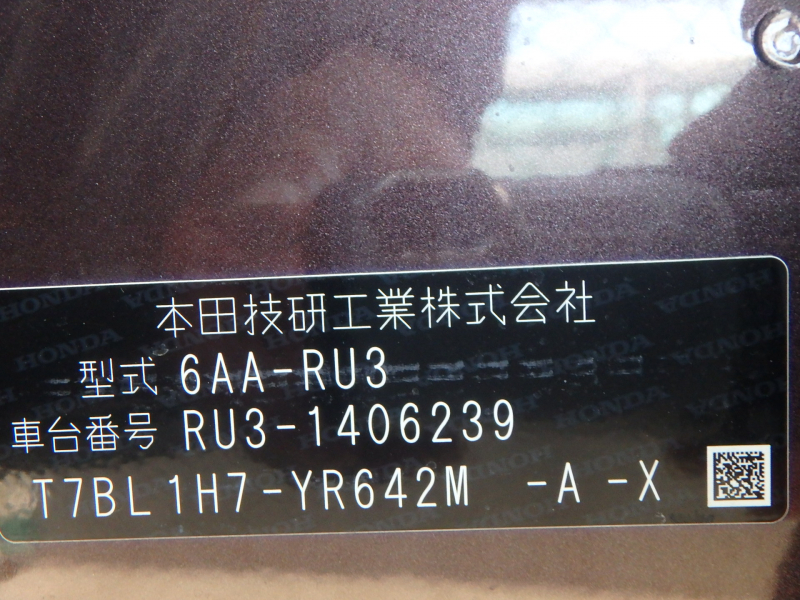 本田技研工業株式会社
型式 6AA-RU3
車台番号 RU3-1406239
T7BL1H7-YR642M -A -X